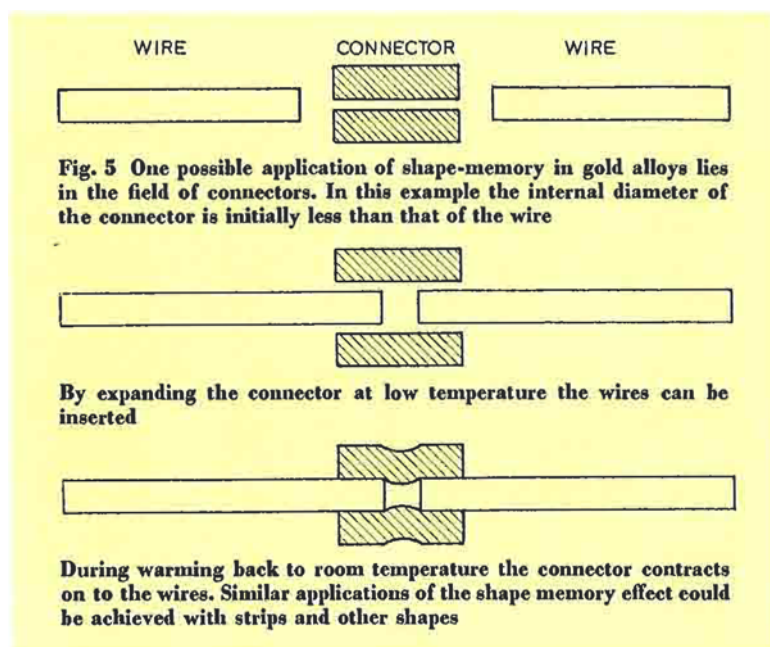 WIRE CONNECTOR WIRE
Fig. 5 One possible application of shape-memory in gold alloys lies
in the field of connectors. In this example the internal diameter of
the connector is initially less than that of the wire
By expanding the connector at low temperature the wires can be
inserted
During warming back to room temperature the connector contracts
on to the wires. Similar applications of the shape memory effect could
be achieved with strips and other shapes